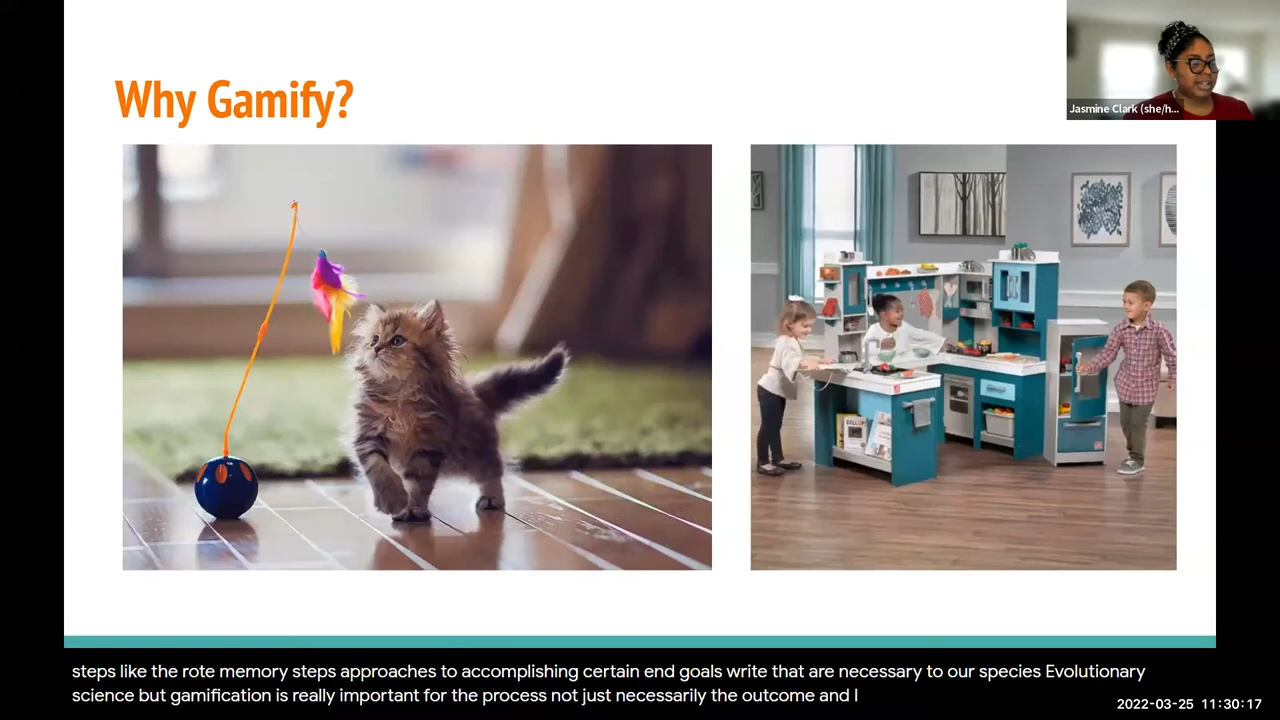 Why Gamify?
Jasmine Clark (she/h...
steps like the rote memory steps approaches to accomplishing certain end goals write that are necessary to our species Evolutionary
science but gamification is really important for the process not just necessarily the outcome and I
2022-03-25 11:30:17